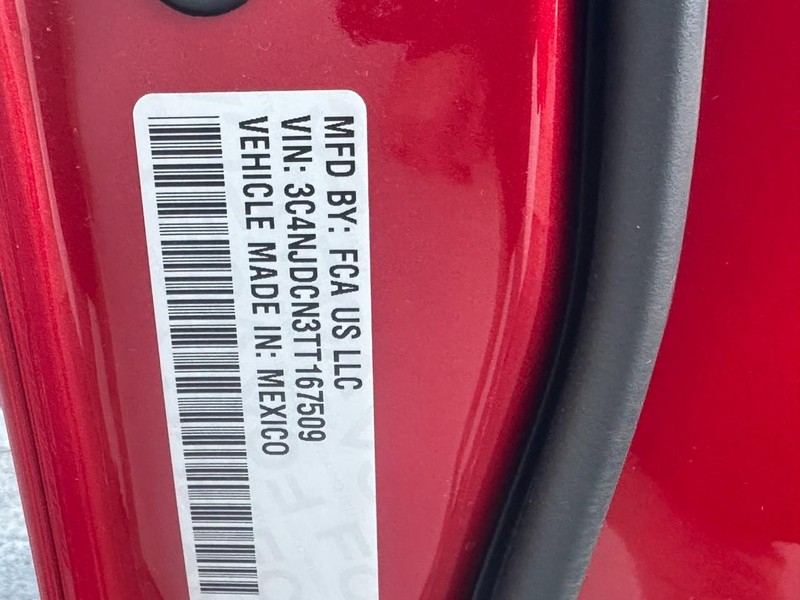 MFD BY: FCA US LLC
VIN: 3C4NJDCN3TT167509
VEHICLE MADE IN: MEXICO